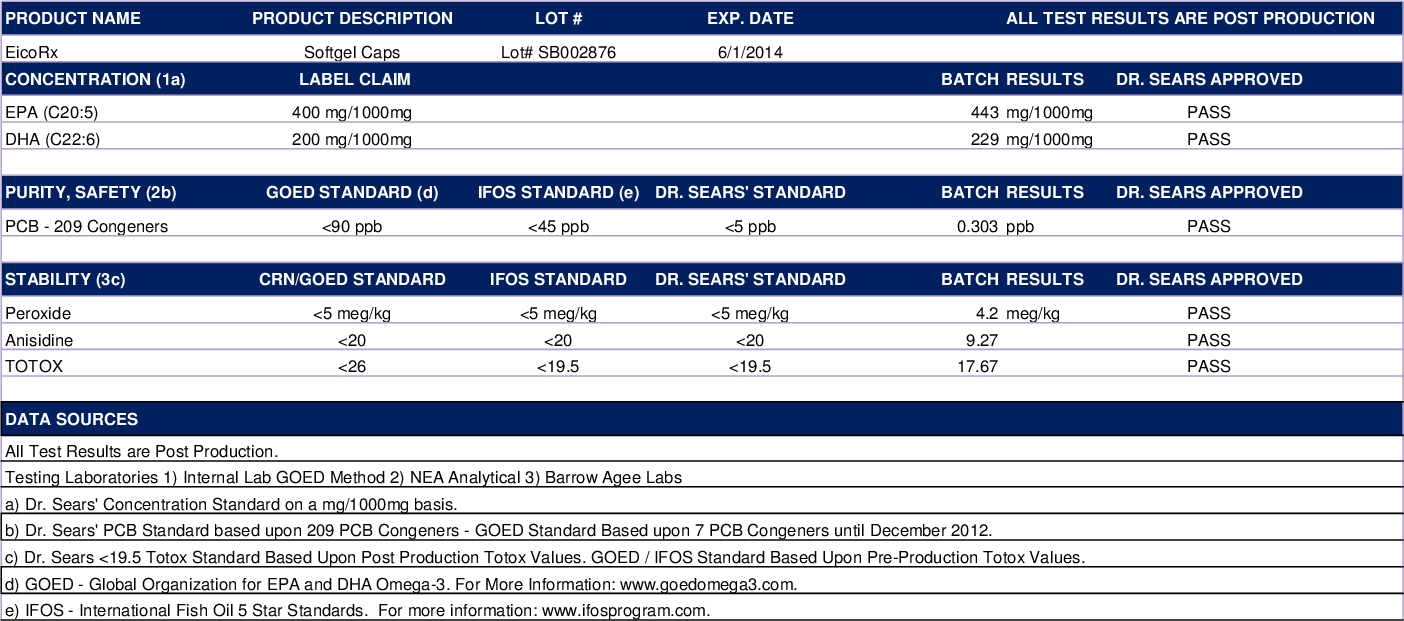 PRODUCT NAME PRODUCT DESCRIPTION LOT # EXP. DATE ALL TEST RESULTS ARE POST PRODUCTION
EicoRx Softgel Caps Lot# SB002876 6/1/2014
CONCENTRATION (1a) LABEL CLAIM BATCH RESULTS DR. SEARS APPROVED
EPA (C20:5) 400 mg/1000mg 443 mg/1000mg PASS
DHA (C22:6) 200 mg/1000mg 229 mg/1000mg PASS
PURITY, SAFETY (2b) GOED STANDARD (d) IFOS STANDARD (e) DR. SEARS' STANDARD BATCH RESULTS DR. SEARS APPROVED
PCB - 209 Congeners <90 ppb <45 ppb <5 ppb 0.303 ppb PASS
STABILITY (3c) CRN/GOED STANDARD IFOS STANDARD DR. SEARS' STANDARD BATCH RESULTS DR. SEARS APPROVED
Peroxide <5 meg/kg <5 meg/kg <5 meg/kg 4.2 meg/kg PASS
Anisidine <20 <20 <20 9.27 PASS
TOTOX <26 <19.5 <19.5 17.67 PASS
DATA SOURCES
All Test Results are Post Production.
Testing Laboratories 1) Internal Lab GOED Method 2) NEA Analytical 3) Barrow Agee Labs
a) Dr. Sears' Concentration Standard on a mg/1000mg basis.
b) Dr. Sears' PCB Standard based upon 209 PCB Congeners - GOED Standard Based upon 7 PCB Congeners until December 2012.
c) Dr. Sears <19.5 Totox Standard Based Upon Post Production Totox Values. GOED / IFOS Standard Based Upon Pre-Production Totox Values.
d) GOED - Global Organization for EPA and DHA Omega-3. For More Information: www.goedomega3.com.
e) IFOS - International Fish Oil 5 Star Standards. For more information: www.ifosprogram.com.